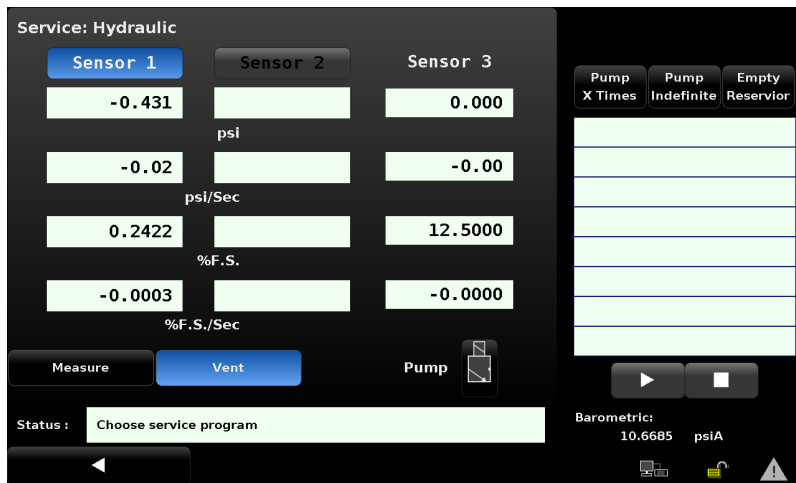 Service: Hydraulic
Sensor 1
Sensor 2
Sensor 3
-0.431
0.000
psi
-0.02
-0.00
psi/Sec
0.2422
12.5000
%F.S.
-0.0003
-0.0000
%F.S./Sec
Measure
Vent
Pump
Status :
Choose service program
Pump
X Times
Pump
Indefinite
Empty
Reservior
Barometric:
10.6685 psiA